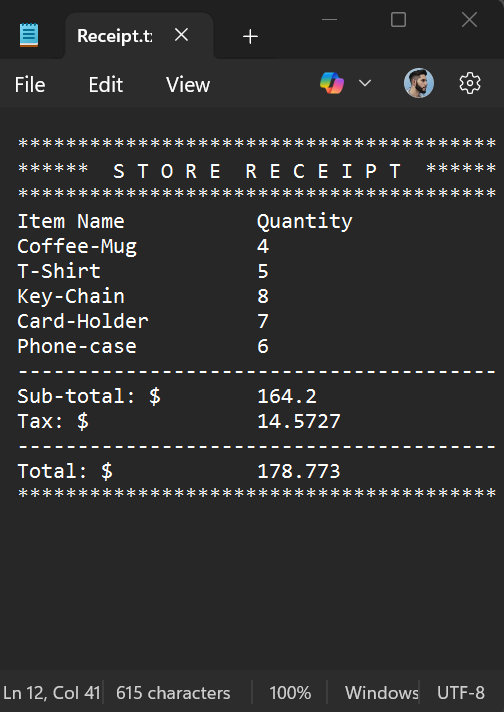 Receipt.t
File Edit View
****************************************
****** S T O R E  R E C E I P T ******
****************************************
Item Name           Quantity
Coffee-Mug          4
T-Shirt             5
Key-Chain           8
Card-Holder         7
Phone-case          6
----------------------------------------
Sub-total: $        164.2
Tax: $              14.5727
----------------------------------------
Total: $            178.773
****************************************
Ln 12, Col 41 615 characters 100% Windows UTF-8